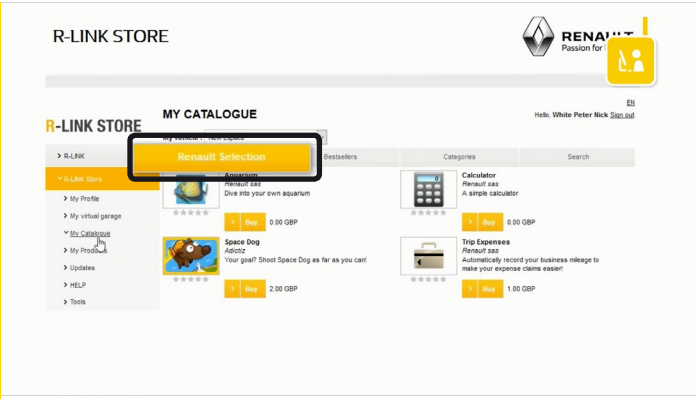 R-LINK STORE
RENAULT
Passion for
EN
Hello, White Peter Nick Sign out
R-LINK STORE
MY CATALOGUE
My vehicle : New Espace
> R-LINK
Renault Selection
Bestsellers
Categories
Search
R-LINK Store
> My Profile
> My virtual garage
My Catalogue
> My Products
> Updates
> HELP
> Tools
Aquarium
Renault sas
Dive into your own aquarium
> Buy 0.00 GBP
Calculator
Renault sas
A simple calculator
> Buy 0.00 GBP
Space Dog
Adictiz
Your goal? Shoot Space Dog as far as you can!
> Buy 2.00 GBP
Trip Expenses
Renault sas
Automatically record your business mileage to
make your expense claims easier!
> Buy 1.00 GBP